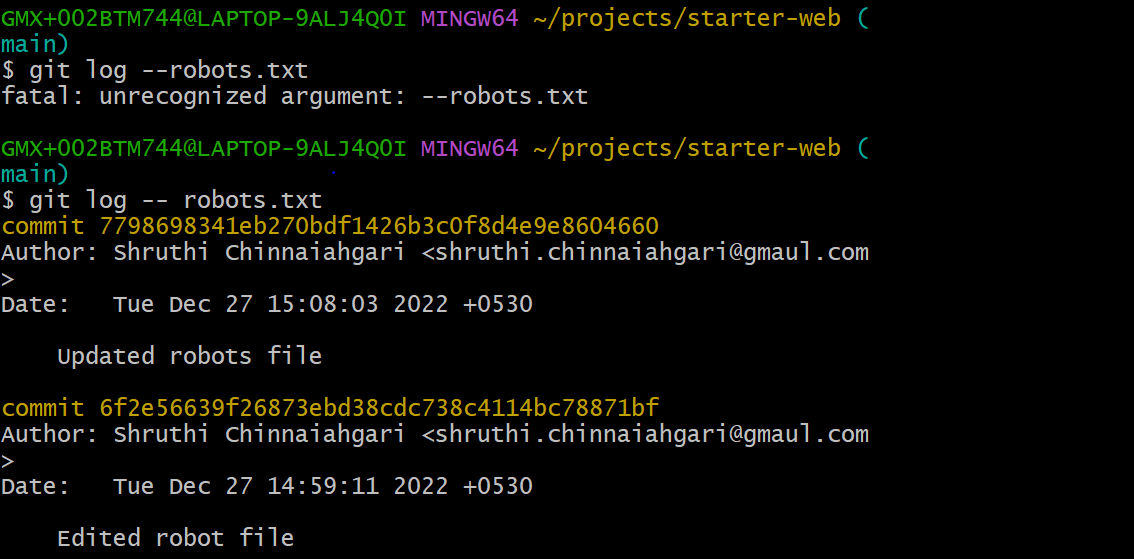 GMX+002BTM744@LAPTOP-9ALJ4Q0I MINGW64 ~/projects/starter-web (
main)
$ git log --robots.txt
fatal: unrecognized argument: --robots.txt
GMX+002BTM744@LAPTOP-9ALJ4Q0I MINGW64 ~/projects/starter-web (
main)
$ git log -- robots.txt
commit 7798698341eb270bdf1426b3c0f8d4e9e8604660
Author: Shruthi Chinnaiahgari <shruthi.chinnaiahgari@gmaul.com
>
Date:   Tue Dec 27 15:08:03 2022 +0530
    Updated robots file
commit 6f2e56639f26873ebd38cdc738c4114bc78871bf
Author: Shruthi Chinnaiahgari <shruthi.chinnaiahgari@gmaul.com
>
Date:   Tue Dec 27 14:59:11 2022 +0530
    Edited robot file